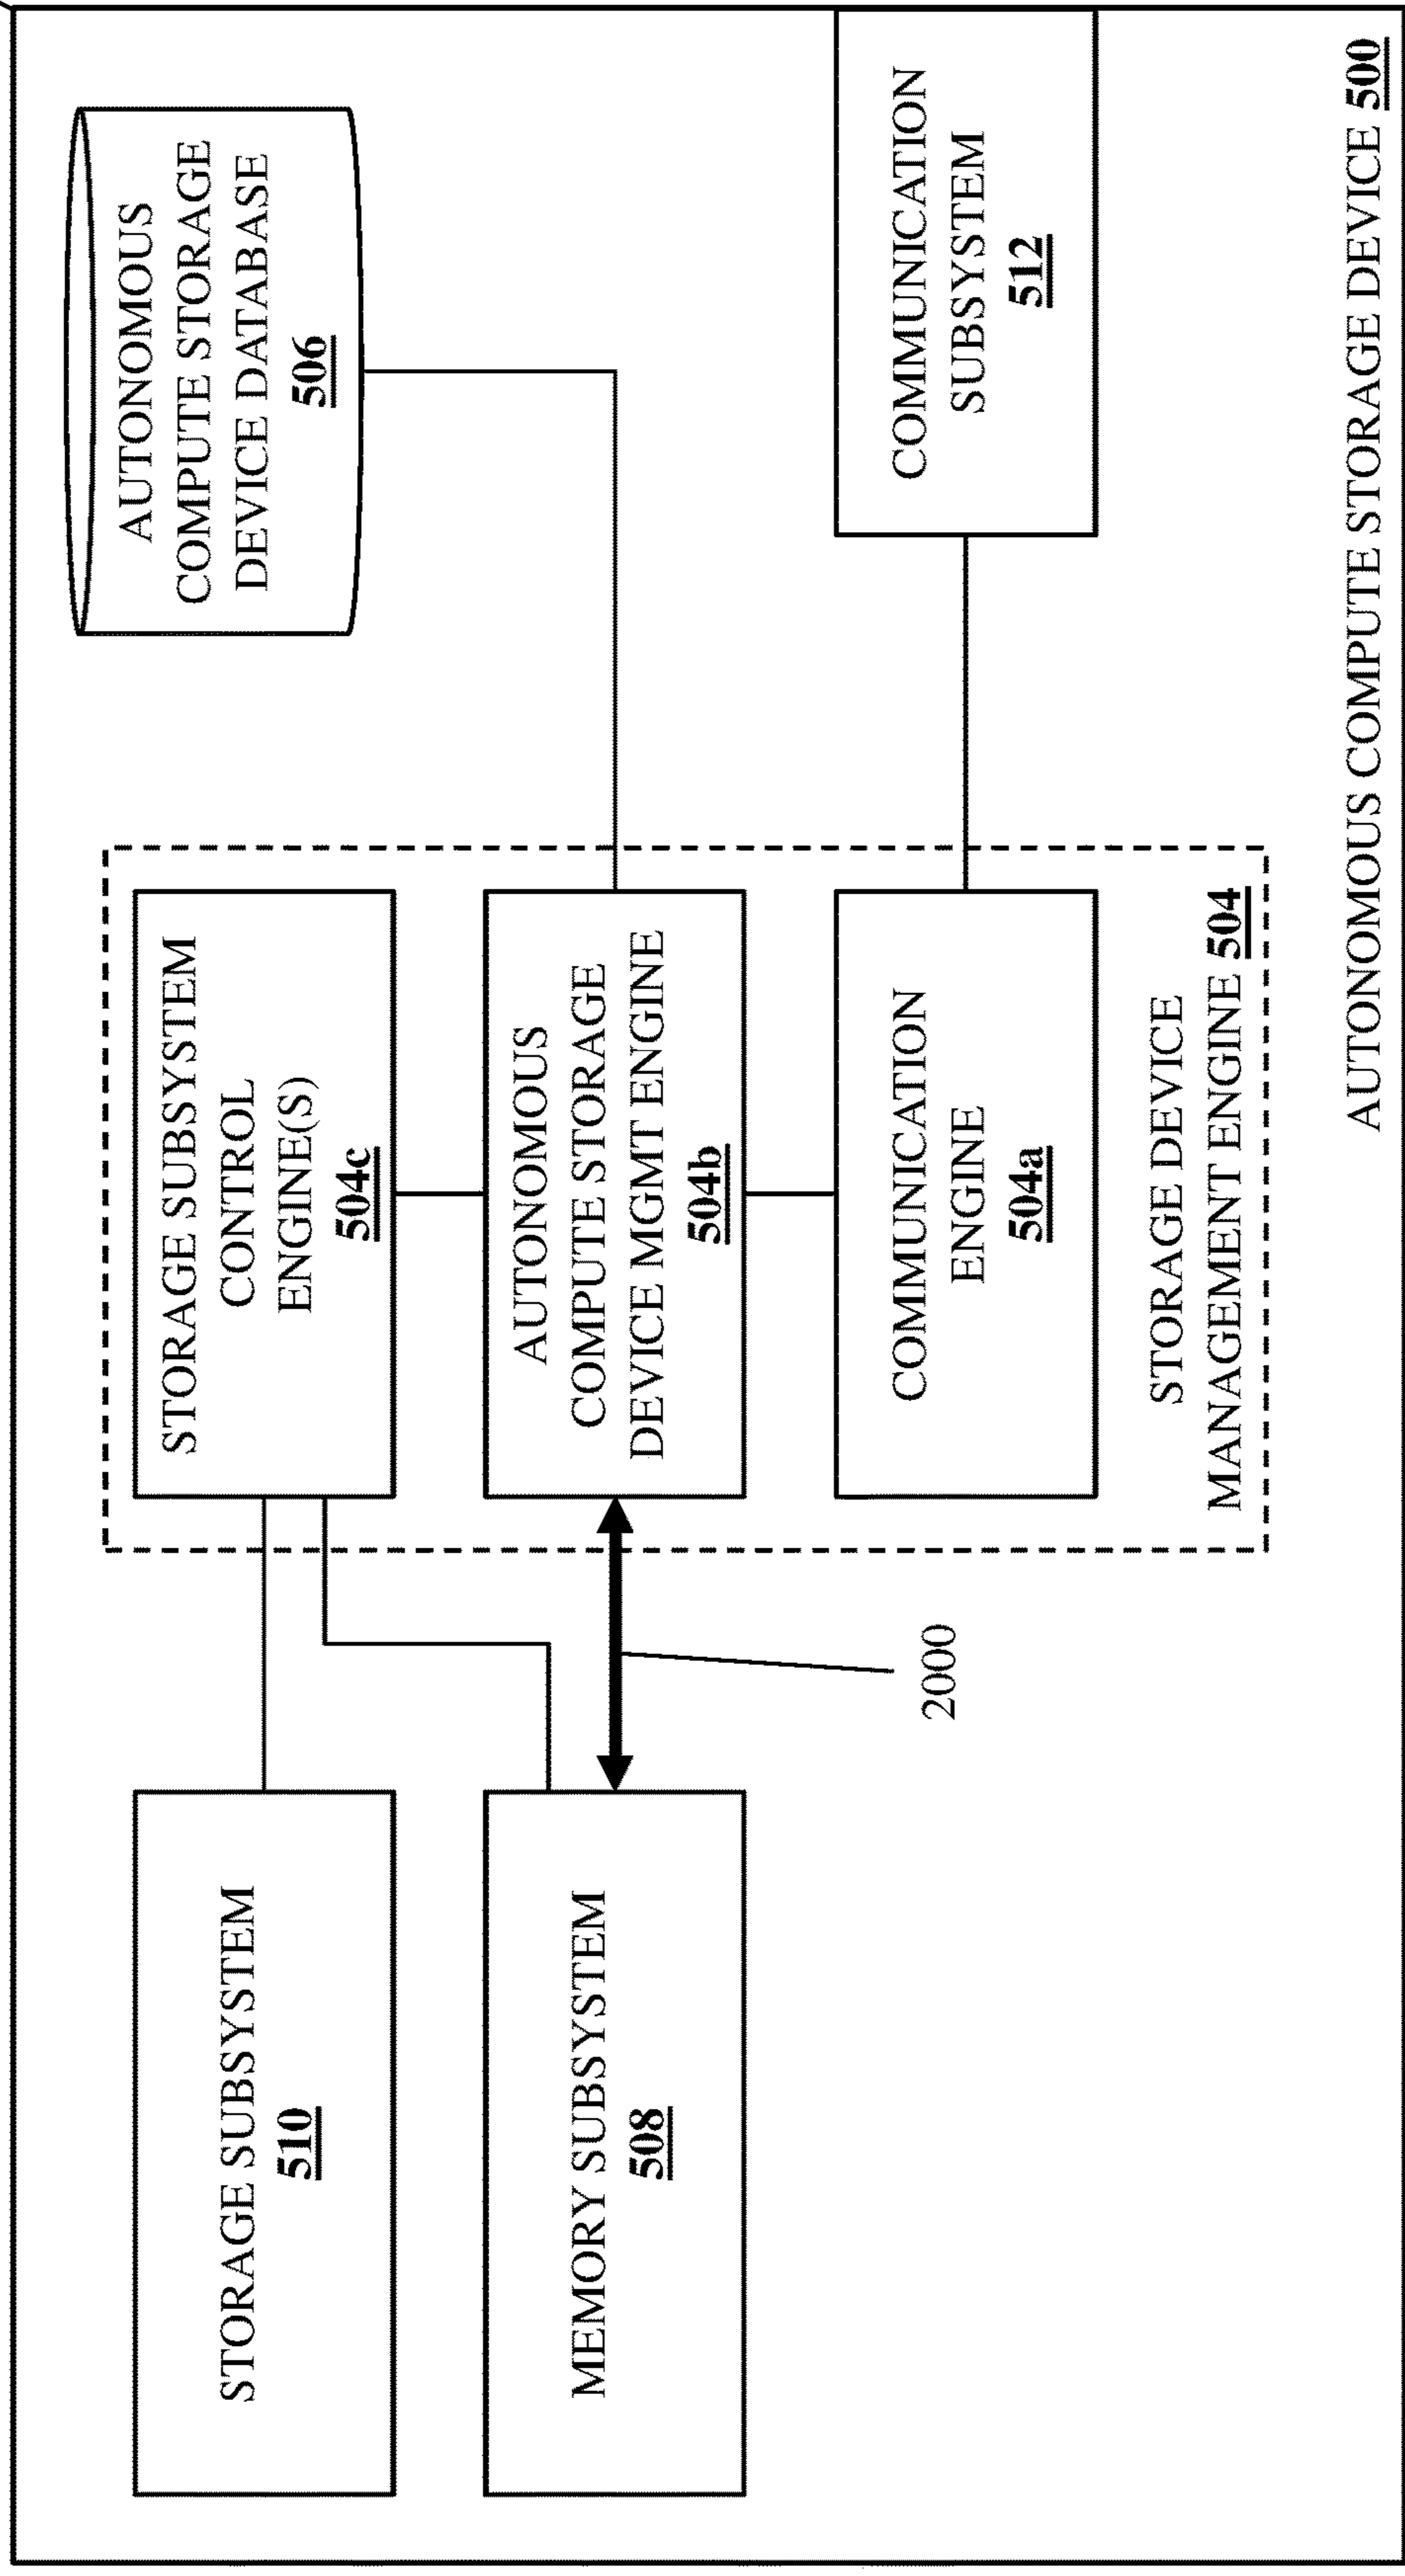 STORAGE SUBSYSTEM
510
MEMORY SUBSYSTEM
508
2000
STORAGE SUBSYSTEM
CONTROL
ENGINE(S)
504c
AUTONOMOUS
COMPUTE STORAGE
DEVICE MGMT ENGINE
504b
COMMUNICATION
ENGINE
504a
STORAGE DEVICE
MANAGEMENT ENGINE 504
AUTONOMOUS
COMPUTE STORAGE
DEVICE DATABASE
506
COMMUNICATION
SUBSYSTEM
512
AUTONOMOUS COMPUTE STORAGE DEVICE 500